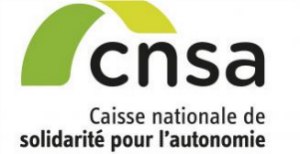 cnsa
Caisse nationale de
solidarité pour l'autonomie